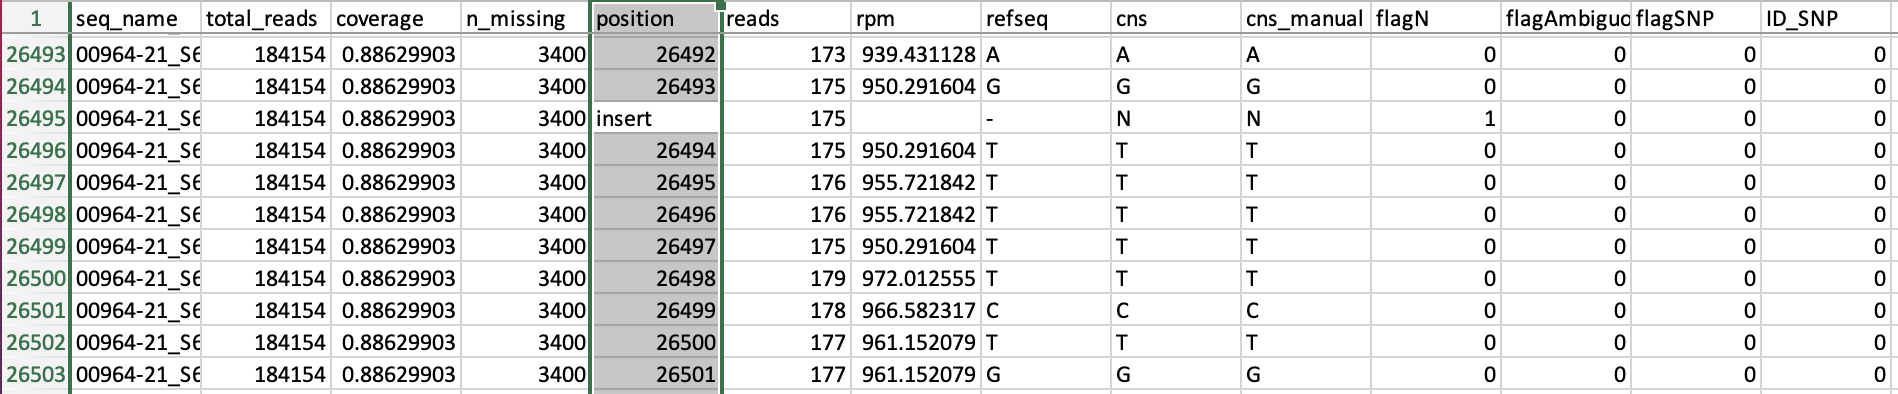 1 seq_name total_reads coverage n_missing position reads rpm refseq cns cns_manual flagN flagAmbiguo flagSNP ID_SNP
26493 00964-21_S6 184154 0.88629903 3400 26492 173 939.431128 A A A 0 0 0 0
26494 00964-21_S6 184154 0.88629903 3400 26493 175 950.291604 G G G 0 0 0 0
26495 00964-21_S6 184154 0.88629903 3400 insert 175 - N N 1 0 0 0
26496 00964-21_S6 184154 0.88629903 3400 26494 175 950.291604 T T T 0 0 0 0
26497 00964-21_S6 184154 0.88629903 3400 26495 176 955.721842 T T T 0 0 0 0
26498 00964-21_S6 184154 0.88629903 3400 26496 176 955.721842 T T T 0 0 0 0
26499 00964-21_S6 184154 0.88629903 3400 26497 175 950.291604 T T T 0 0 0 0
26500 00964-21_S6 184154 0.88629903 3400 26498 179 972.012555 T T T 0 0 0 0
26501 00964-21_S6 184154 0.88629903 3400 26499 178 966.582317 C C C 0 0 0 0
26502 00964-21_S6 184154 0.88629903 3400 26500 177 961.152079 T T T 0 0 0 0
26503 00964-21_S6 184154 0.88629903 3400 26501 177 961.152079 G G G 0 0 0 0